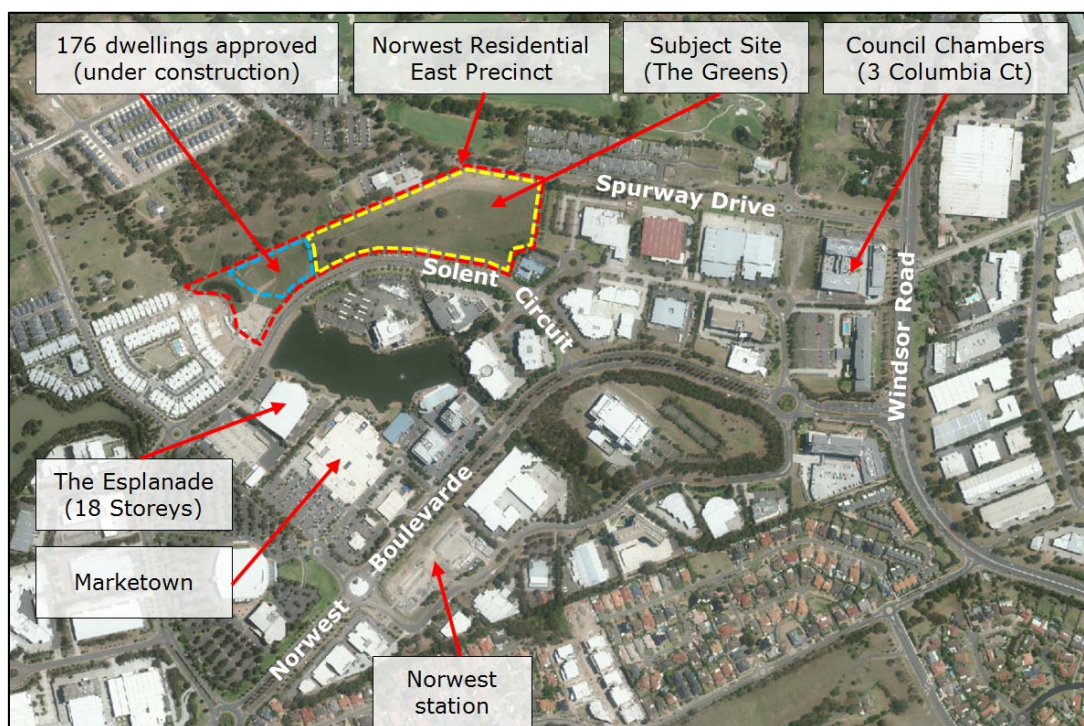 176 dwellings approved
(under construction)
Norwest Residential
East Precinct
Subject Site
(The Greens)
Council Chambers
(3 Columbia Ct)
Spurway Drive
Solent
Circuit
Windsor Road
The Esplanade
(18 Storeys)
Boulevarde
Marketown
Norwest
Norwest
station